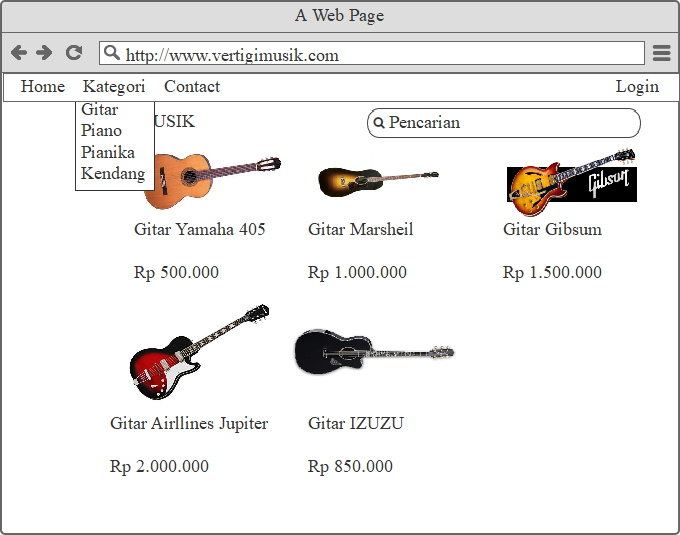 A Web Page
http://www.vertigimusik.com
Home Kategori Contact Login
Gitar
Piano
Pianika
Kendang
USIK
Pencarian
Gibson
Gitar Yamaha 405 Gitar Marsheil Gitar Gibsum
Rp 500.000 Rp 1.000.000 Rp 1.500.000
Gitar Airllines Jupiter Gitar IZUZU
Rp 2.000.000 Rp 850.000